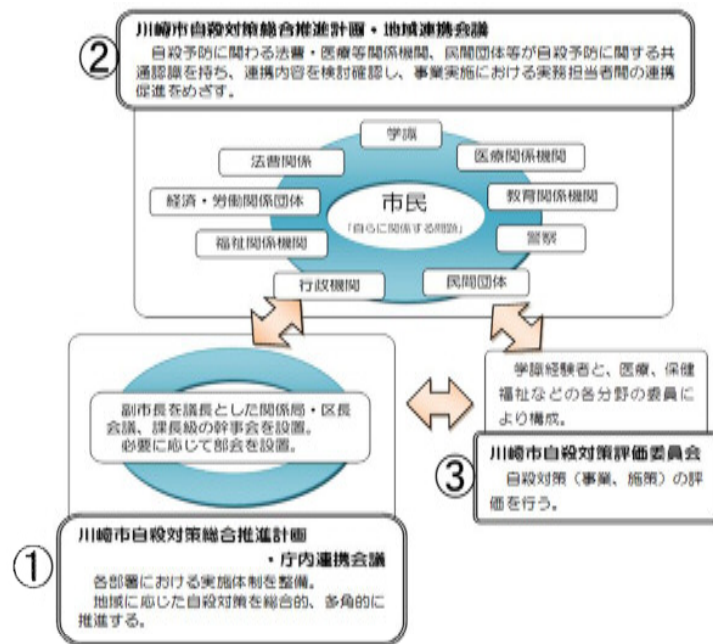 ②
川崎市自殺対策総合推進計画・地域連携会議
自殺予防に関わる法曹・医療等関係機関、民間団体等が自殺予防に関する共
通認識を持ち、連携内容を検討確認し、事業実施における実務担当者間の連携
促進をめざす。
学識
法曹関係
医療関係機関
経済・労働関係団体
教育関係機関
市民
「自らに関係する問題」
福祉関係機関
警察
行政機関
民間団体
副市長を議長とした関係局・区長
会議、課長級の幹事会を設置。
必要に応じて部会を設置。
学識経験者と、医療、保健
福祉などの各分野の委員に
より構成。
③
川崎市自殺対策評価委員会
自殺対策（事業、施策）の評
価を行う。
①
川崎市自殺対策総合推進計画
・庁内連携会議
各部署における実施体制を整備。
地域に応じた自殺対策を総合的、多角的に
推進する。